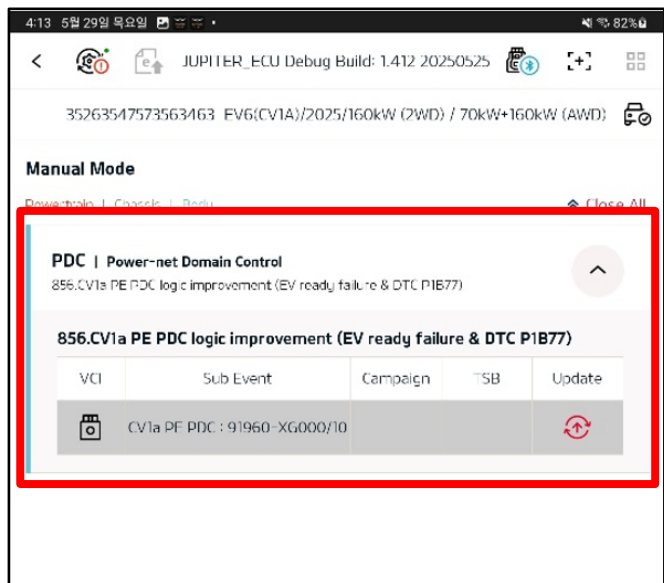 4:13 5월 29일 목요일 82%
JUPITER_ECU Debug Build: 1.412 20250525
35263547573563463 EV6(CV1A)/2025/160kW (2WD) / 70kW+160kW (AWD)
Manual Mode
Powertrain | Chassis | Body Close All
PDC | Power-net Domain Control
856.CV1a PE PDC logic improvement (EV ready failure & DTC P1B77)
856.CV1a PE PDC logic improvement (EV ready failure & DTC P1B77)
VCI Sub Event Campaign TSB Update
CV1a PE PDC : 91960-XG000/10